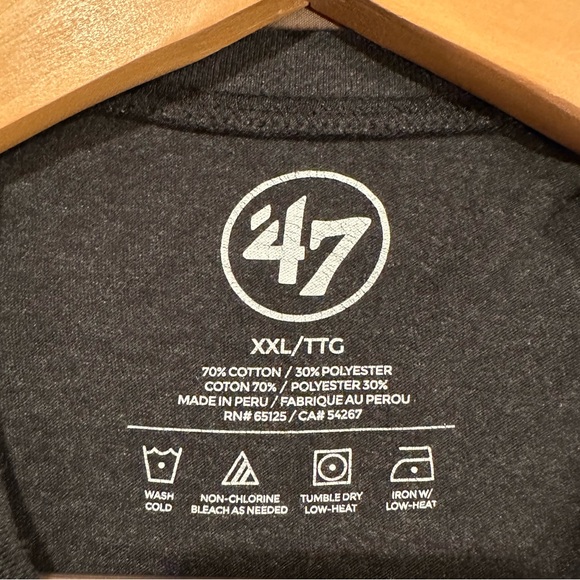 '47
XXL/TTG
70% COTTON / 30% POLYESTER
COTON 70% / POLYESTER 30%
MADE IN PERU / FABRIQUE AU PEROU
RN# 65125 / CA# 54267
WASH COLD
NON-CHLORINE BLEACH AS NEEDED
TUMBLE DRY LOW-HEAT
IRON W/ LOW-HEAT